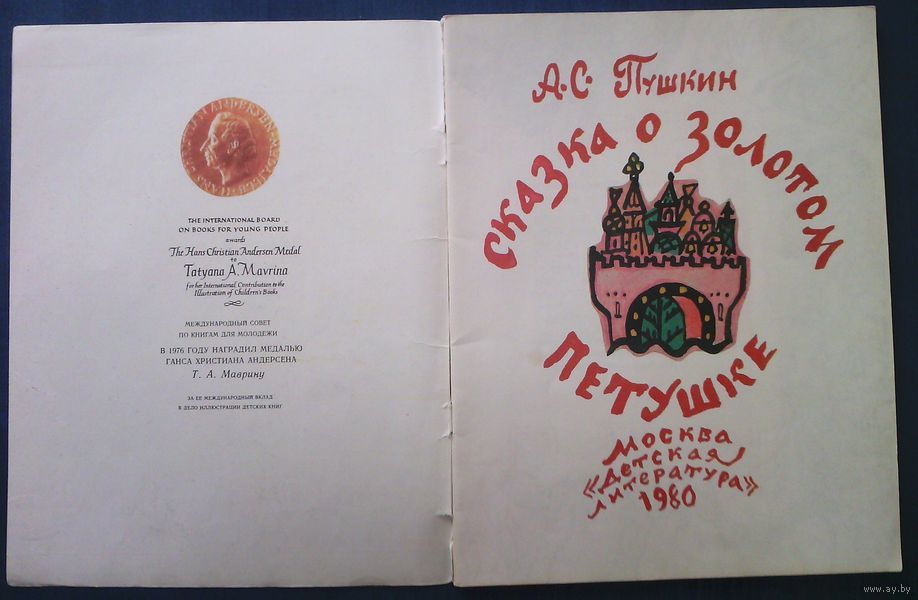 THE INTERNATIONAL BOARD
ON BOOKS FOR YOUNG PEOPLE
awards
The Hans Christian Andersen Medal
to
Tatyana A. Mavrina
for her International Contribution to the
Illustration of Children's Books
МЕЖДУНАРОДНЫЙ СОВЕТ
ПО КНИГАМ ДЛЯ МОЛОДЕЖИ
В 1976 ГОДУ НАГРАДИЛ МЕДАЛЬЮ
ГАНСА ХРИСТИАНА АНДЕРСЕНА
Т. А. Маврину
ЗА ЕЕ МЕЖДУНАРОДНЫЙ ВКЛАД
В ДЕЛО ИЛЛЮСТРАЦИИ ДЕТСКИХ КНИГ
А.С. Пушкин
СКАЗКА О ЗОЛОТОМ
ПЕТУШКЕ
МОСКВА
«ДЕТСКАЯ
ЛИТЕРАТУРА»
1980
www.ay.by